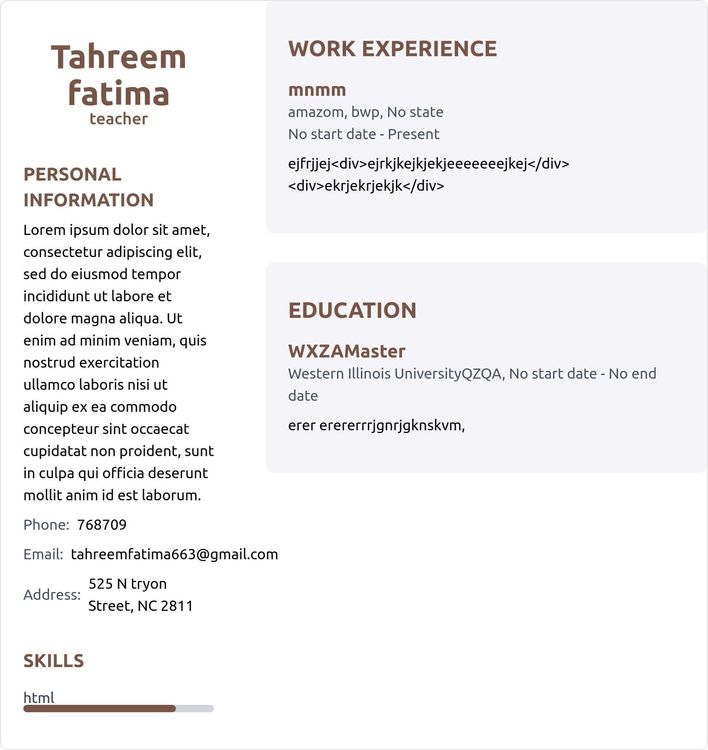 Tahreem
fatima
teacher
PERSONAL
INFORMATION
Lorem ipsum dolor sit amet,
consectetur adipiscing elit,
sed do eiusmod tempor
incididunt ut labore et
dolore magna aliqua. Ut
enim ad minim veniam, quis
nostrud exercitation
ullamco laboris nisi ut
aliquip ex ea commodo
concepteur sint occaecat
cupidatat non proident, sunt
in culpa qui officia deserunt
mollit anim id est laborum.
Phone: 768709
Email: tahreemfatima663@gmail.com
Address: 525 N tryon
Street, NC 2811
SKILLS
html
WORK EXPERIENCE
mnmm
amazom, bwp, No state
No start date - Present
ejfrjjej<div>ejrkjkejkjekjeeeeeeejkej</div>
<div>ekrjekrjekjk</div>
EDUCATION
WXZAMaster
Western Illinois UniversityQZQA, No start date - No end
date
erer erererrrjgnrjgknskvm,